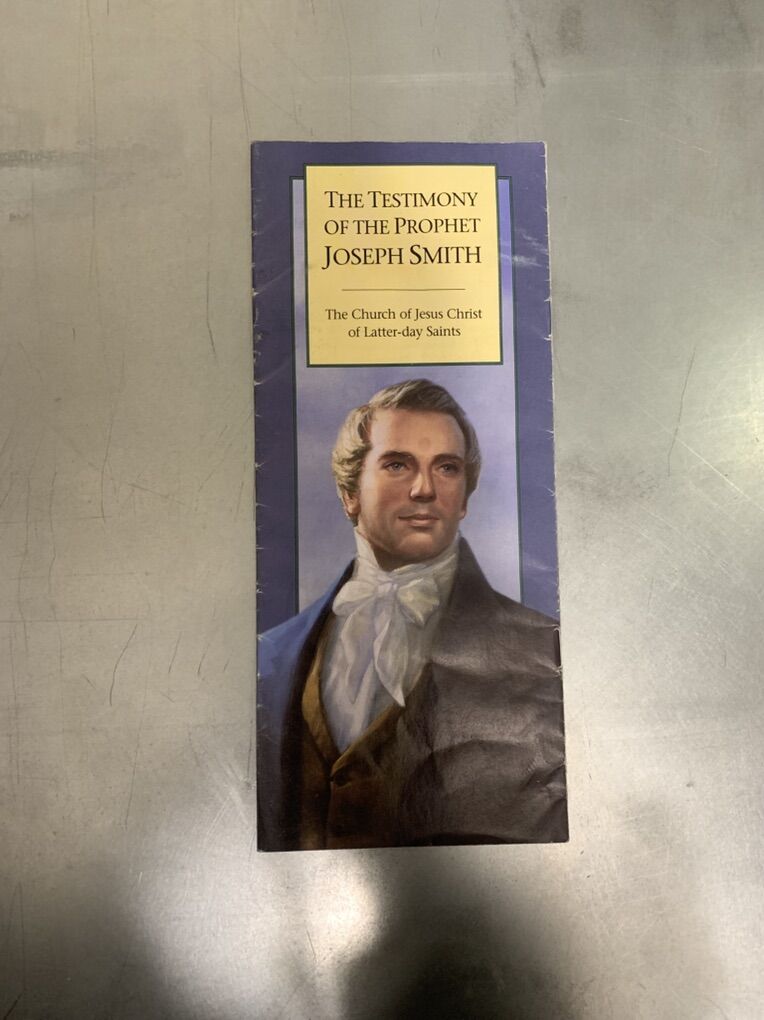 THE TESTIMONY
OF THE PROPHET
JOSEPH SMITH
The Church of Jesus Christ
of Latter-day Saints